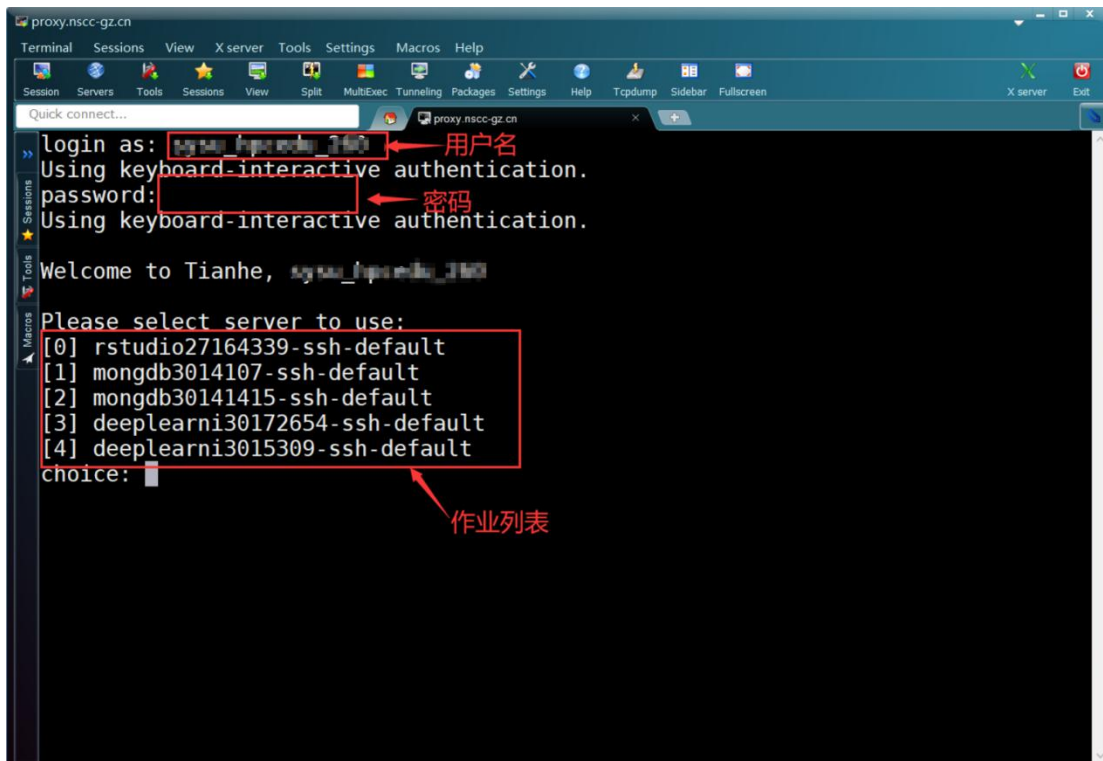 proxy.nscc-gz.cn
Terminal Sessions View X server Tools Settings Macros Help
Session Servers Tools Sessions View Split MultiExec Tunneling Packages Settings Help Tcpdump Sidebar Fullscreen X server Exit
Quick connect... proxy.nscc-gz.cn
login as: 用户名
Using keyboard-interactive authentication.
password: 密码
Using keyboard-interactive authentication.
Welcome to Tianhe,
Please select server to use:
[0] rstudio27164339-ssh-default
[1] mongdb3014107-ssh-default
[2] mongdb30141415-ssh-default
[3] deeplearni30172654-ssh-default
[4] deeplearni3015309-ssh-default
choice:
作业列表
Sessions
Tools
Macros